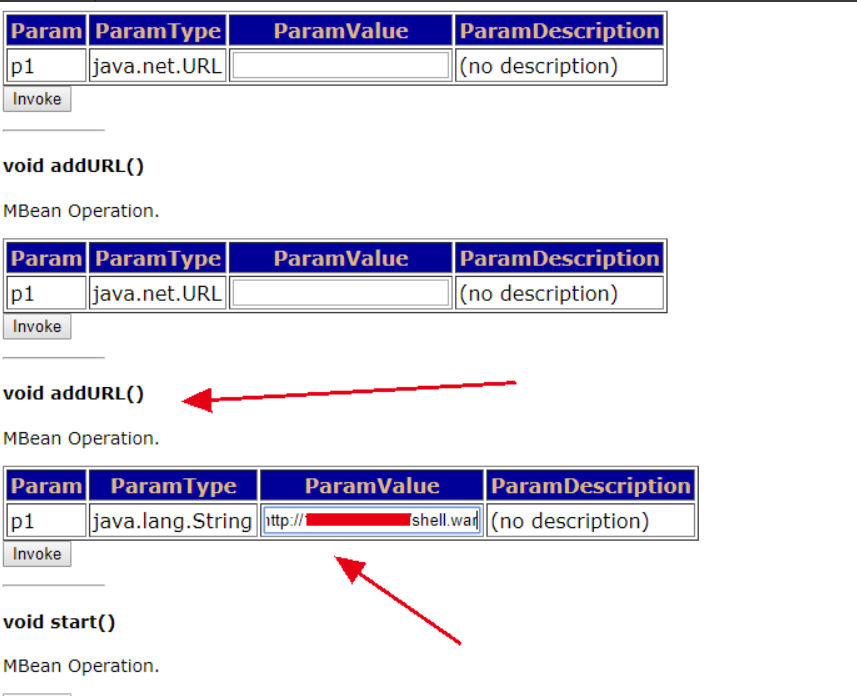 Param ParamType ParamValue ParamDescription
p1 java.net.URL (no description)
Invoke
void addURL()
MBean Operation.
Param ParamType ParamValue ParamDescription
p1 java.net.URL (no description)
Invoke
void addURL()
MBean Operation.
Param ParamType ParamValue ParamDescription
p1 java.lang.String http:// /shell.war (no description)
Invoke
void start()
MBean Operation.